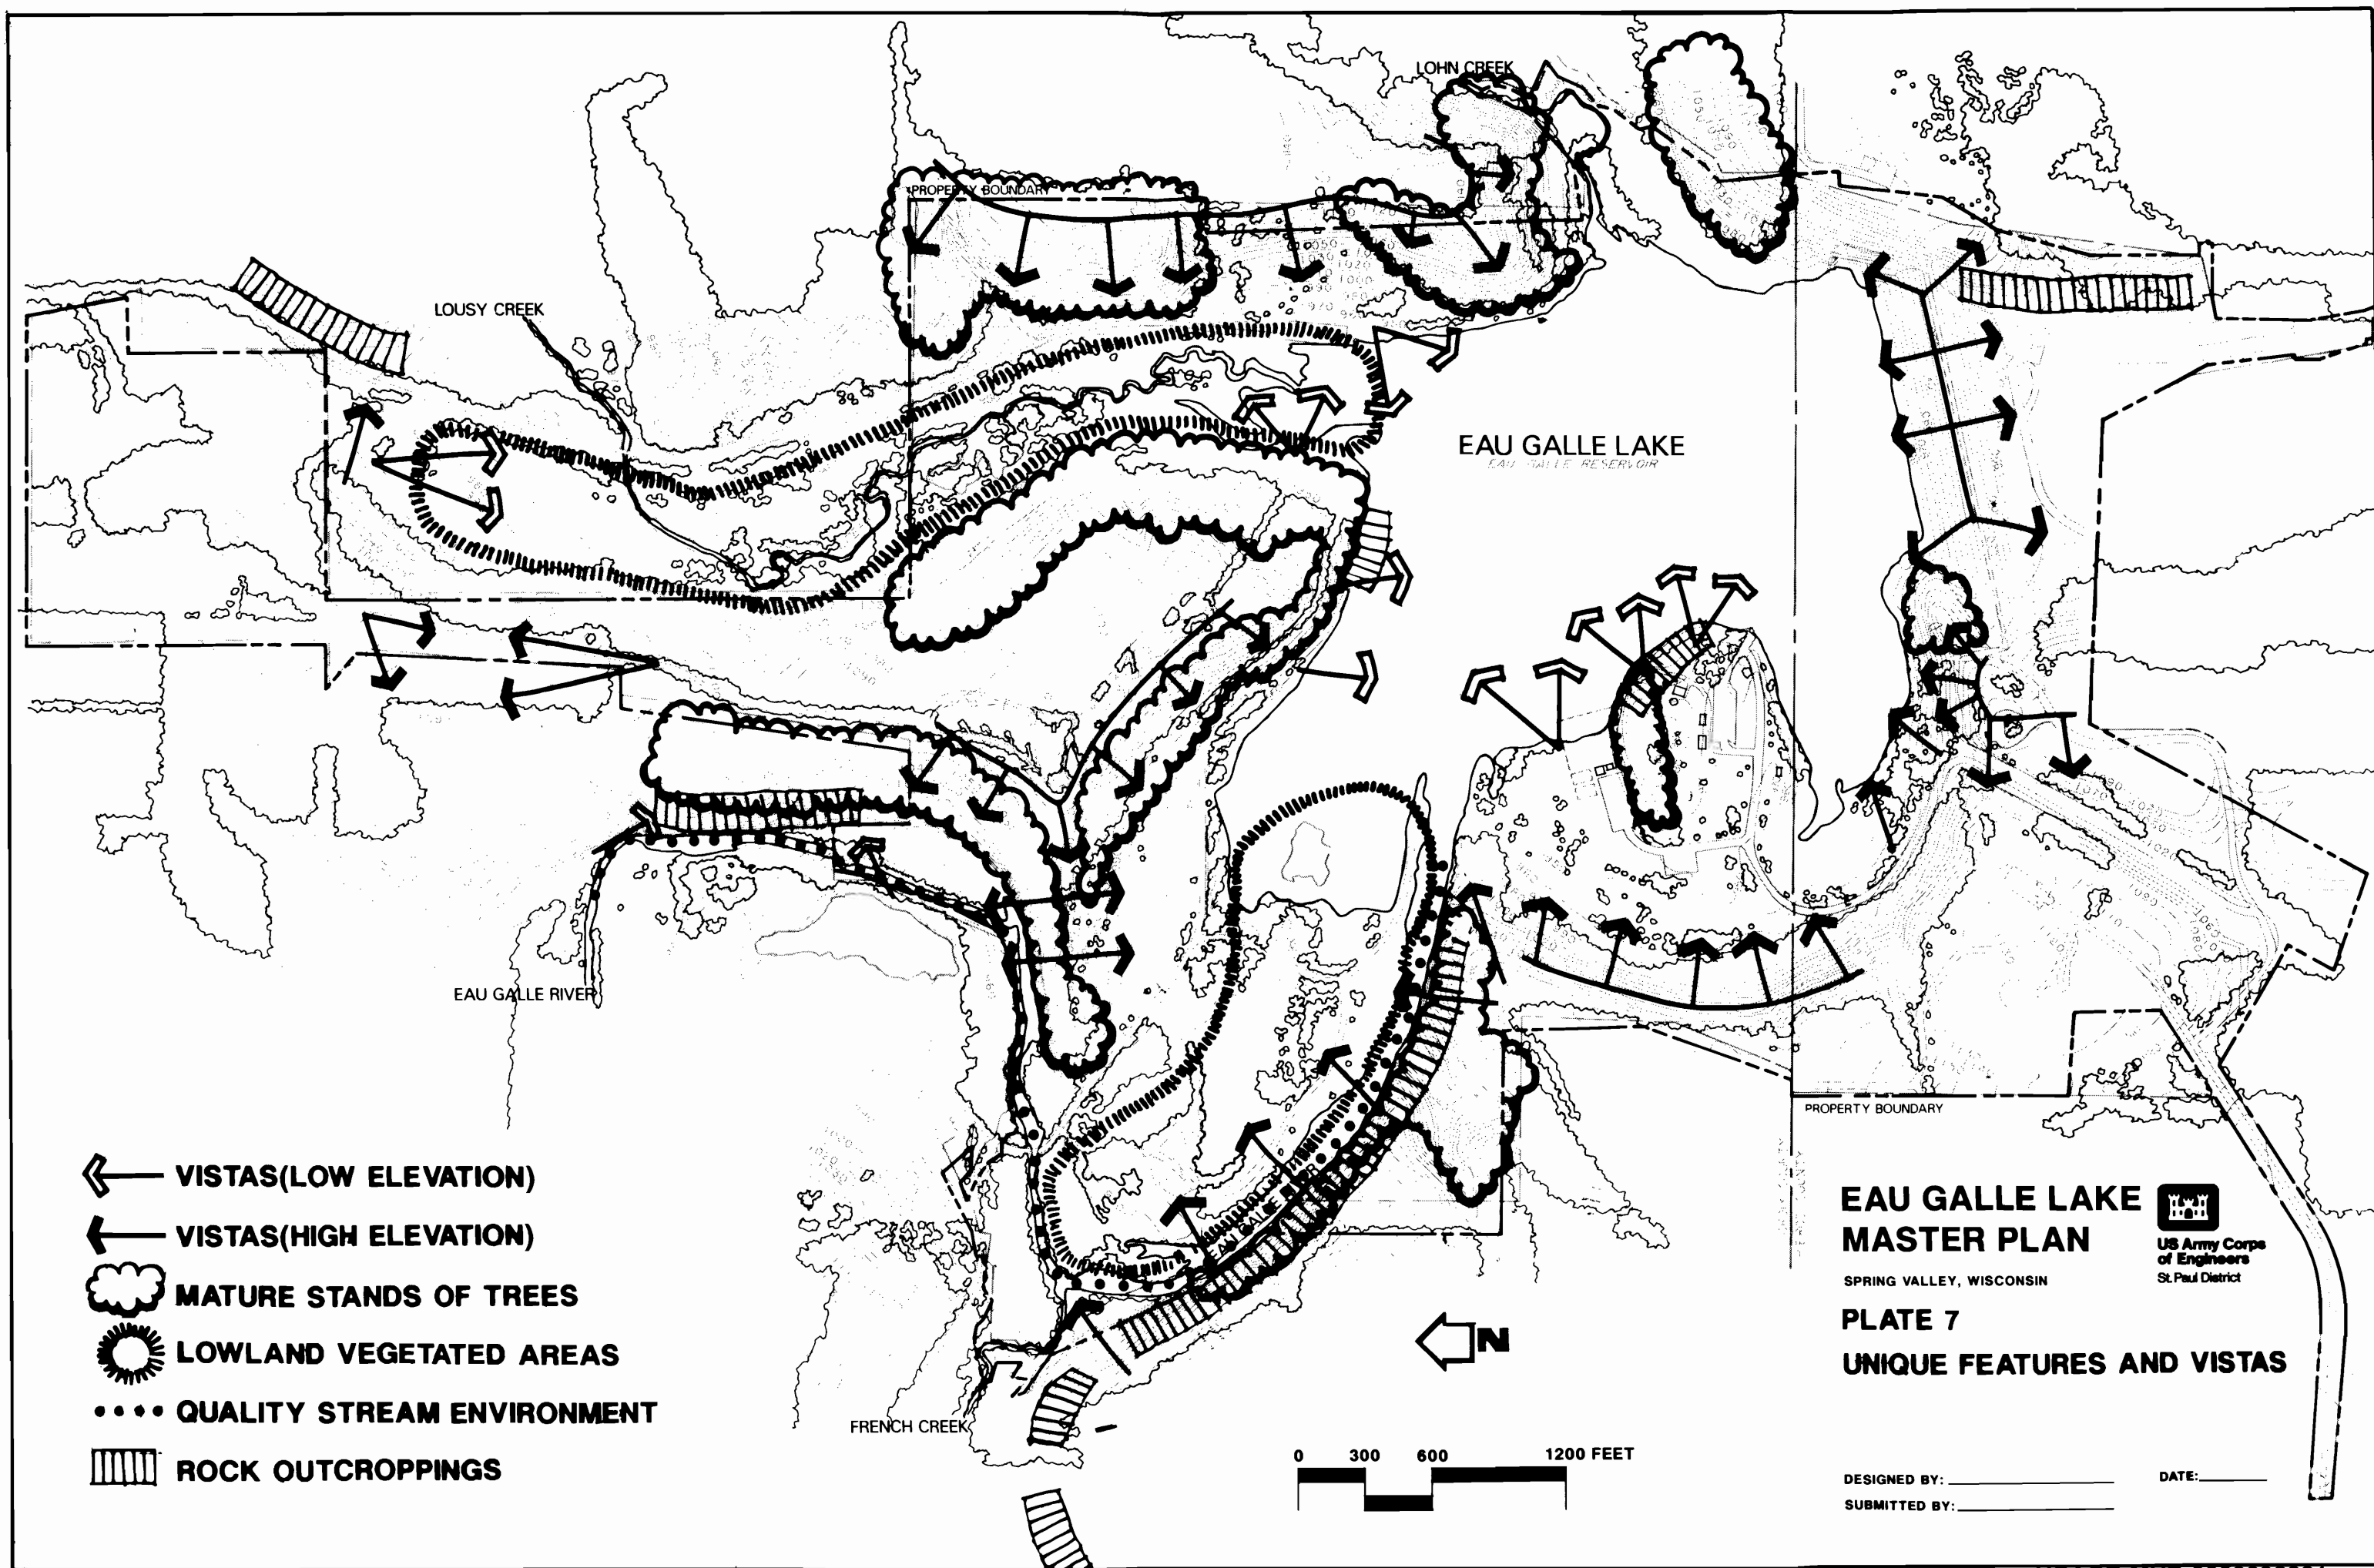 LOHN CREEK
PROPERTY BOUNDARY
LOUSY CREEK
EAU GALLE LAKE
EAU GALLE RESERVOIR
EAU GALLE RIVER
EAU GALLE RIVER
PROPERTY BOUNDARY
FRENCH CREEK
VISTAS(LOW ELEVATION)
VISTAS(HIGH ELEVATION)
MATURE STANDS OF TREES
LOWLAND VEGETATED AREAS
QUALITY STREAM ENVIRONMENT
ROCK OUTCROPPINGS
N
0 300 600 1200 FEET
EAU GALLE LAKE
MASTER PLAN
US Army Corps
of Engineers
St. Paul District
SPRING VALLEY, WISCONSIN
PLATE 7
UNIQUE FEATURES AND VISTAS
DESIGNED BY:
DATE:
SUBMITTED BY: